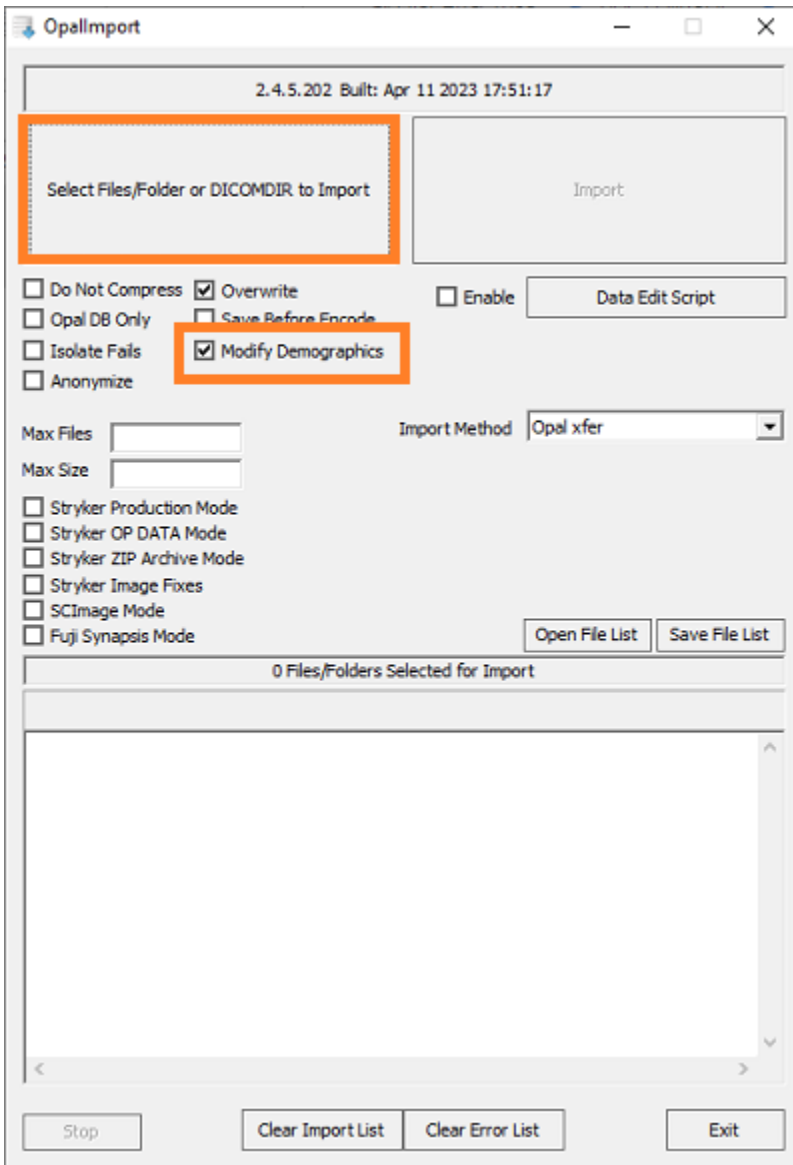 OpalImport
2.4.5.202 Built: Apr 11 2023 17:51:17
Select Files/Folder or DICOMDIR to Import
Import
Do Not Compress
Overwrite
Enable
Data Edit Script
Opal DB Only
Save Before Encode
Isolate Fails
Modify Demographics
Anonymize
Max Files
Import Method
Opal xfer
Max Size
Stryker Production Mode
Stryker OP DATA Mode
Stryker ZIP Archive Mode
Stryker Image Fixes
SCImage Mode
Fuji Synapsis Mode
Open File List
Save File List
0 Files/Folders Selected for Import
Stop
Clear Import List
Clear Error List
Exit